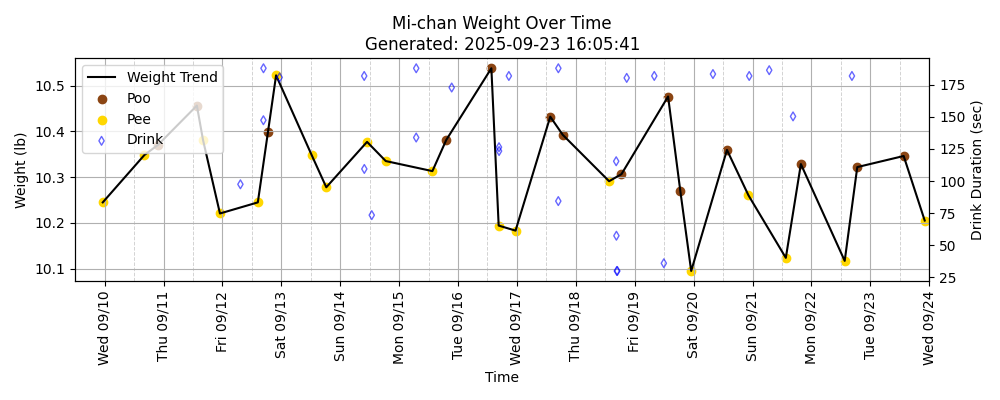 Mi-chan Weight Over Time
Generated: 2025-09-23 16:05:41
Weight (lb)
10.5
10.4
10.3
10.2
10.1
Weight Trend
Poo
Pee
Drink
175
150
125
100
75
50
25
Drink Duration (sec)
Wed 09/10
Thu 09/11
Fri 09/12
Sat 09/13
Sun 09/14
Mon 09/15
Tue 09/16
Wed 09/17
Thu 09/18
Fri 09/19
Sat 09/20
Sun 09/21
Mon 09/22
Tue 09/23
Wed 09/24
Time